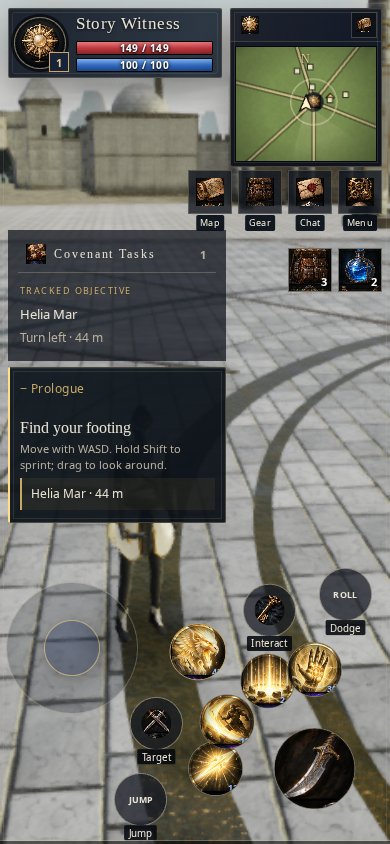 Story Witness
149 / 149
100 / 100
1
N
Map
Gear
Chat
Menu
Covenant Tasks
1
TRACKED OBJECTIVE
Helia Mar
Turn left · 44 m
3
2
− Prologue
Find your footing
Move with WASD. Hold Shift to
sprint; drag to look around.
Helia Mar · 44 m
ROLL
Dodge
Interact
Target
JUMP
Jump